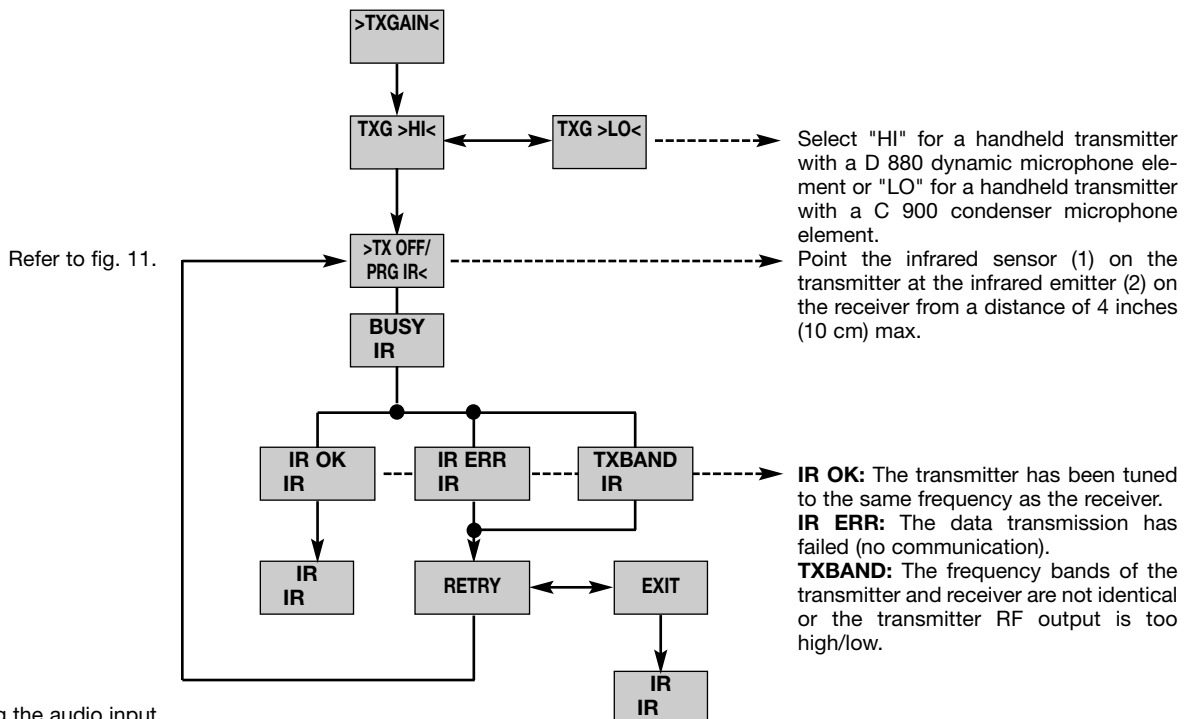 >TXGAIN<
TXG >HI<
TXG >LO<
Select "HI" for a handheld transmitter
with a D 880 dynamic microphone ele-
ment or "LO" for a handheld transmitter
with a C 900 condenser microphone
element.
Refer to fig. 11.
>TX OFF/
PRG IR<
Point the infrared sensor (1) on the
transmitter at the infrared emitter (2) on
the receiver from a distance of 4 inches
(10 cm) max.
BUSY
IR
IR OK
IR
IR ERR
IR
TXBAND
IR
IR OK: The transmitter has been tuned
to the same frequency as the receiver.
IR ERR: The data transmission has
failed (no communication).
TXBAND: The frequency bands of the
transmitter and receiver are not identical
or the transmitter RF output is too
high/low.
IR
IR
RETRY
EXIT
IR
IR
the audio input